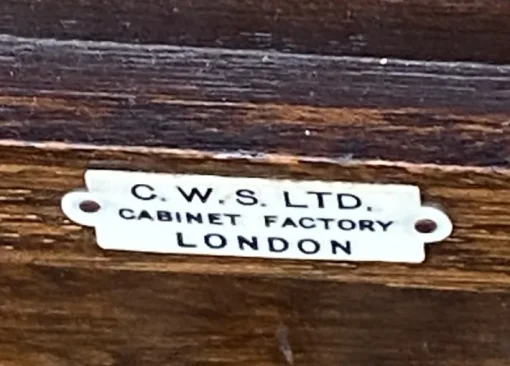 C. W. S. LTD.
CABINET FACTORY
LONDON